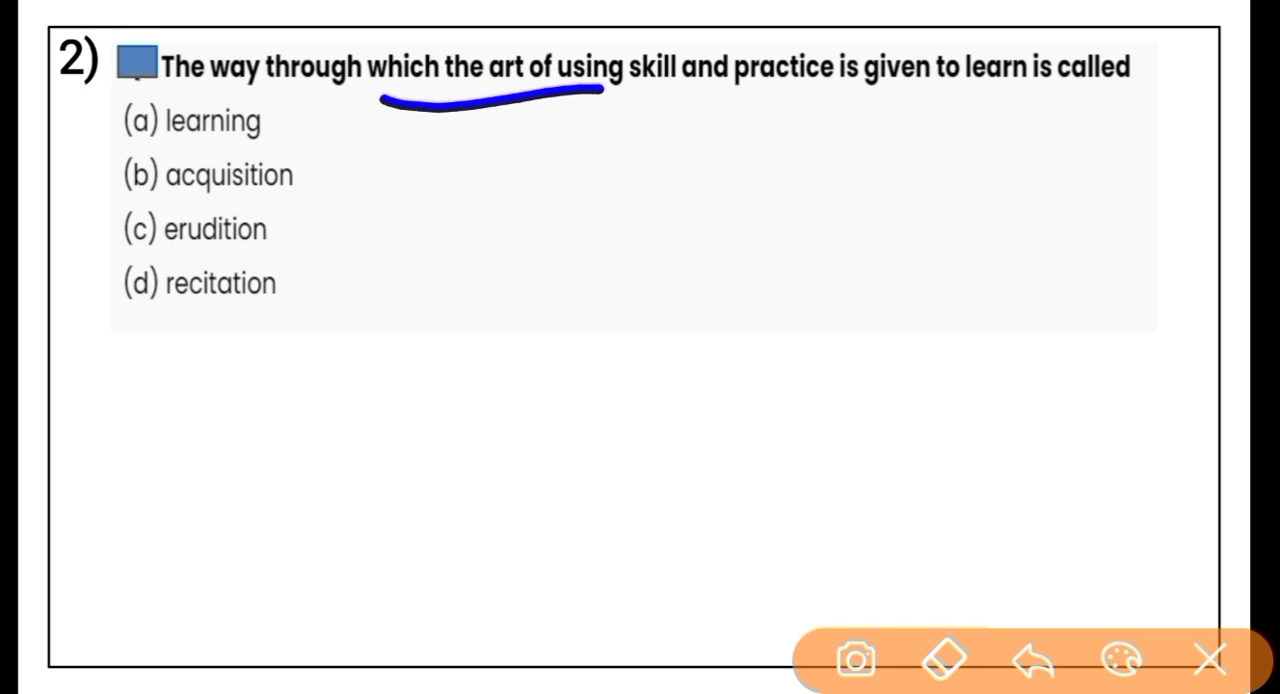 2) The way through which the art of using skill and practice is given to learn is called
(a) learning
(b) acquisition
(c) erudition
(d) recitation